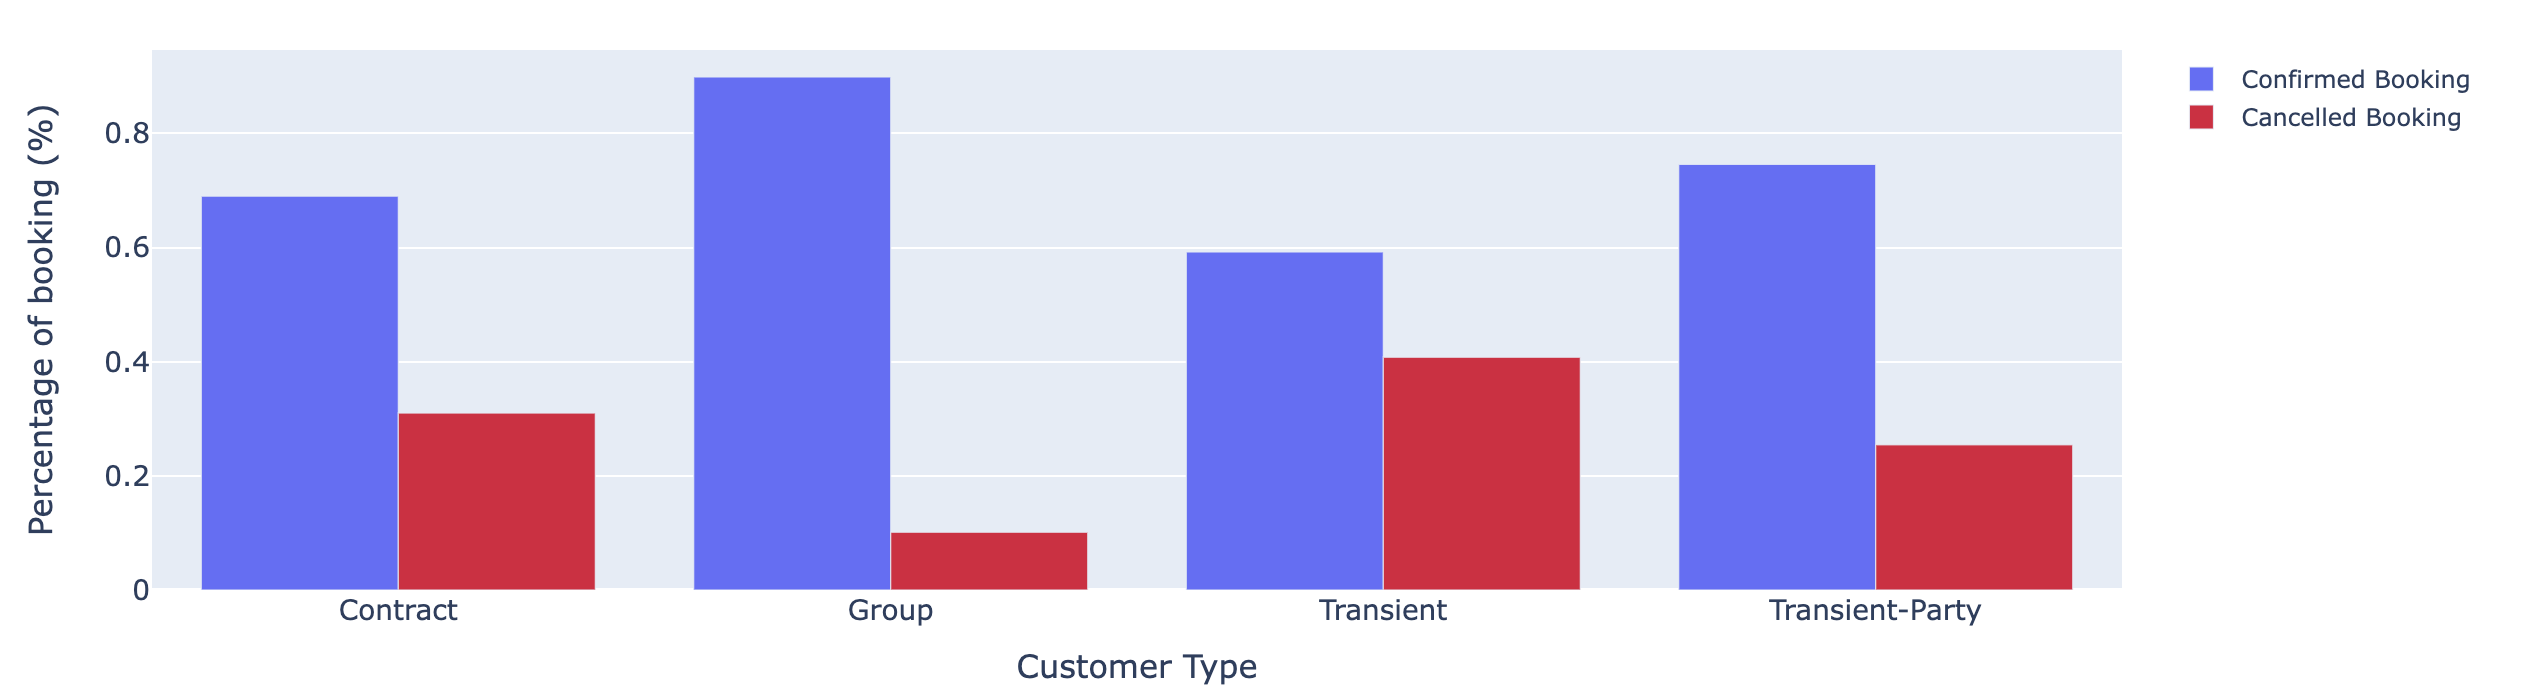 Percentage of booking (%)
0.8
0.6
0.4
0.2
0
Contract
Group
Transient
Transient-Party
Customer Type
Confirmed Booking
Cancelled Booking